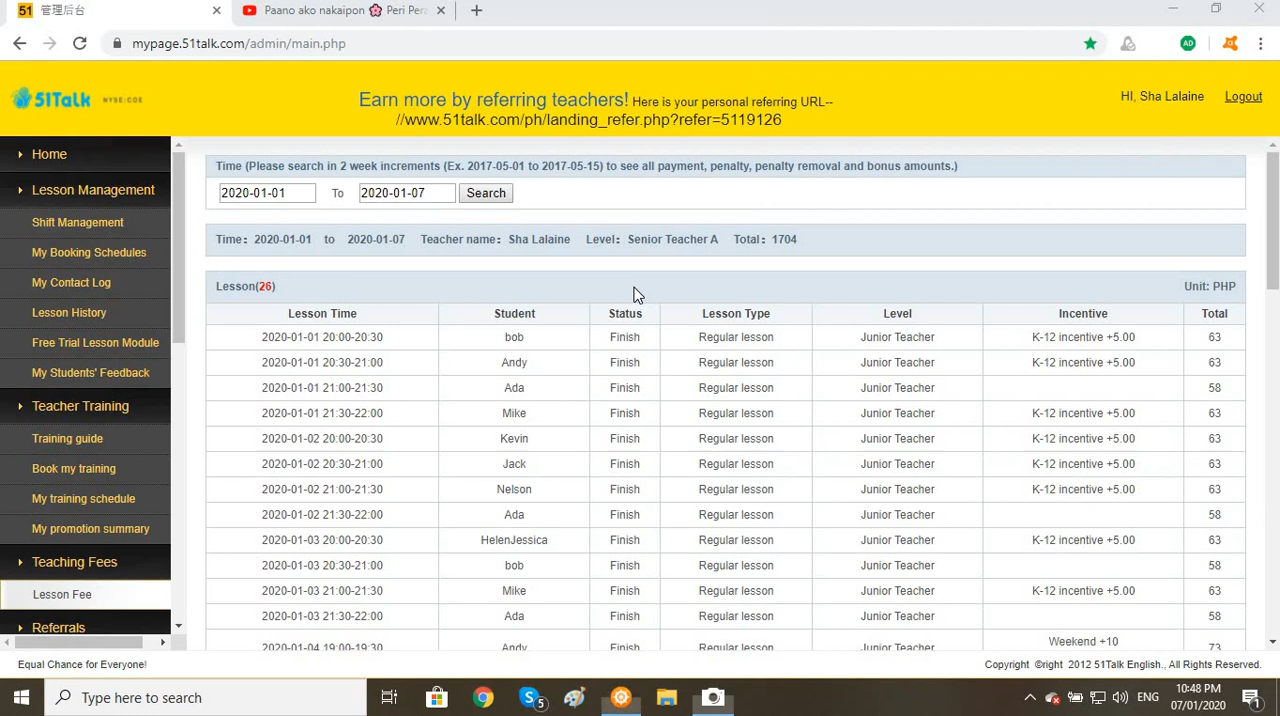 51 管理后台 × Paano ako nakaipon 🌸 Peri Per × +
mypage.51talk.com/admin/main.php AD
51Talk NYSE:COE
Earn more by referring teachers! Here is your personal referring URL--
//www.51talk.com/ph/landing_refer.php?refer=5119126
HI, Sha Lalaine Logout
Home
Lesson Management
Shift Management
My Booking Schedules
My Contact Log
Lesson History
Free Trial Lesson Module
My Students' Feedback
Teacher Training
Training guide
Book my training
My training schedule
My promotion summary
Teaching Fees
Lesson Fee
Referrals
Time (Please search in 2 week increments (Ex. 2017-05-01 to 2017-05-15) to see all payment, penalty, penalty removal and bonus amounts.)
2020-01-01 To 2020-01-07 Search
Time: 2020-01-01 to 2020-01-07 Teacher name: Sha Lalaine Level: Senior Teacher A Total: 1704
Lesson(26) Unit: PHP
Lesson Time Student Status Lesson Type Level Incentive Total
2020-01-01 20:00-20:30 bob Finish Regular lesson Junior Teacher K-12 incentive +5.00 63
2020-01-01 20:30-21:00 Andy Finish Regular lesson Junior Teacher K-12 incentive +5.00 63
2020-01-01 21:00-21:30 Ada Finish Regular lesson Junior Teacher 58
2020-01-01 21:30-22:00 Mike Finish Regular lesson Junior Teacher K-12 incentive +5.00 63
2020-01-02 20:00-20:30 Kevin Finish Regular lesson Junior Teacher K-12 incentive +5.00 63
2020-01-02 20:30-21:00 Jack Finish Regular lesson Junior Teacher K-12 incentive +5.00 63
2020-01-02 21:00-21:30 Nelson Finish Regular lesson Junior Teacher K-12 incentive +5.00 63
2020-01-02 21:30-22:00 Ada Finish Regular lesson Junior Teacher 58
2020-01-03 20:00-20:30 HelenJessica Finish Regular lesson Junior Teacher K-12 incentive +5.00 63
2020-01-03 20:30-21:00 bob Finish Regular lesson Junior Teacher 58
2020-01-03 21:00-21:30 Mike Finish Regular lesson Junior Teacher K-12 incentive +5.00 63
2020-01-03 21:30-22:00 Ada Finish Regular lesson Junior Teacher 58
Weekend +10
2020-01-04 19:00-19:30 Andy Finish Regular lesson Junior Teacher 73
Equal Chance for Everyone! Copyright ©right 2012 51Talk English., All Rights Reserved.
Type here to search 5 ENG 10:48 PM
07/01/2020 1